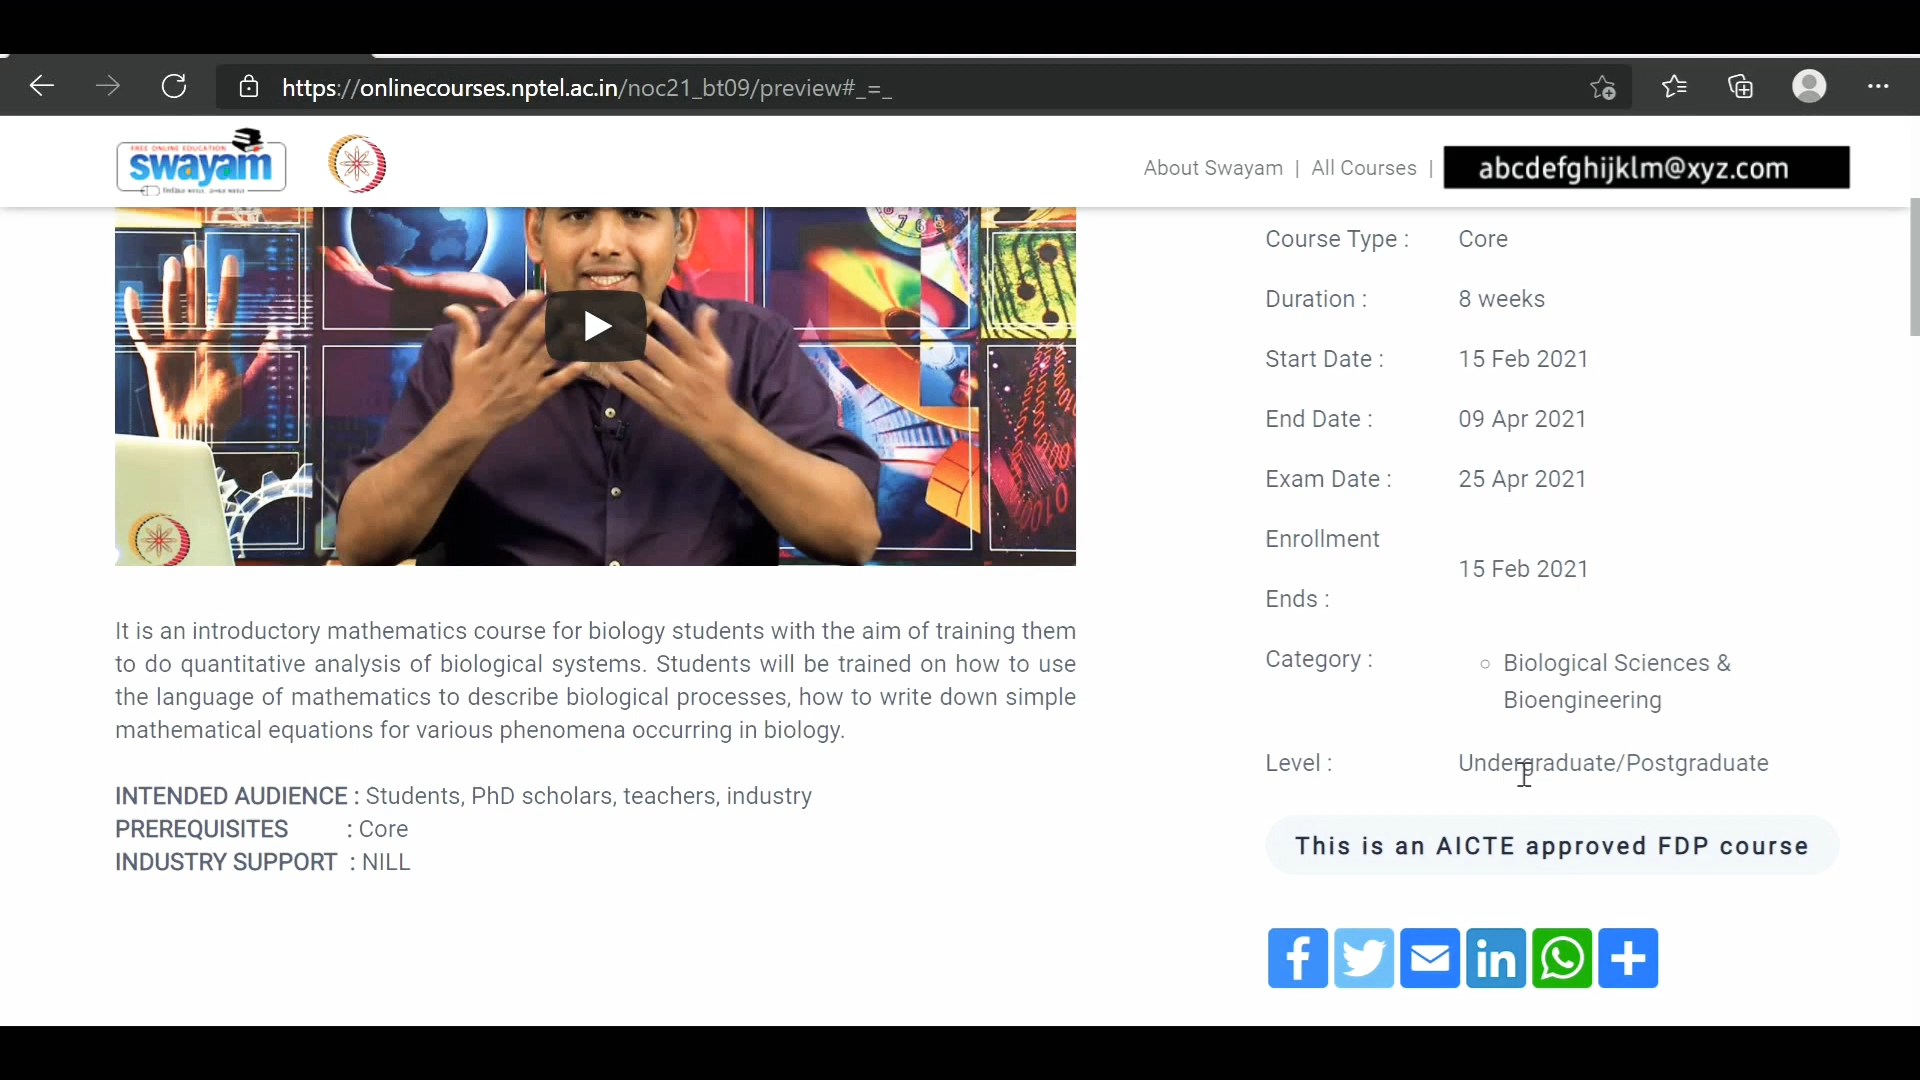 https://onlinecourses.nptel.ac.in/noc21_bt09/preview#_=_
FREE ONLINE EDUCATION
swayam
About Swayam | All Courses |
abcdefghijklm@xyz.com
Course Type : Core
Duration : 8 weeks
Start Date : 15 Feb 2021
End Date : 09 Apr 2021
Exam Date : 25 Apr 2021
Enrollment
15 Feb 2021
Ends :
Category : Biological Sciences &
Bioengineering
Level : Undergraduate/Postgraduate
This is an AICTE approved FDP course
It is an introductory mathematics course for biology students with the aim of training them
to do quantitative analysis of biological systems. Students will be trained on how to use
the language of mathematics to describe biological processes, how to write down simple
mathematical equations for various phenomena occurring in biology.
INTENDED AUDIENCE : Students, PhD scholars, teachers, industry
PREREQUISITES : Core
INDUSTRY SUPPORT : NILL